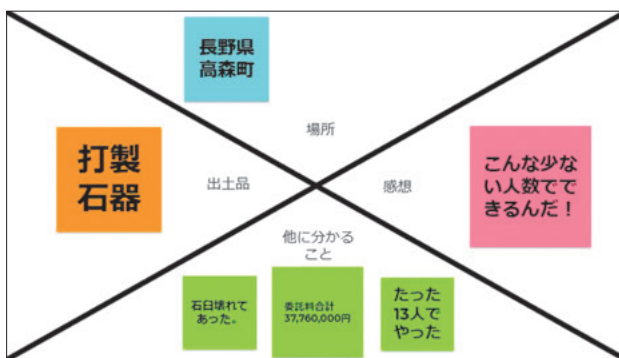 長野県
高森町
場所
打製
石器
出土品
感想
こんな少な
い人数でで
きるんだ！
他に分かる
こと
石臼壊れて
あった。
委託料合計
37,760,000円
たった
13人で
やった